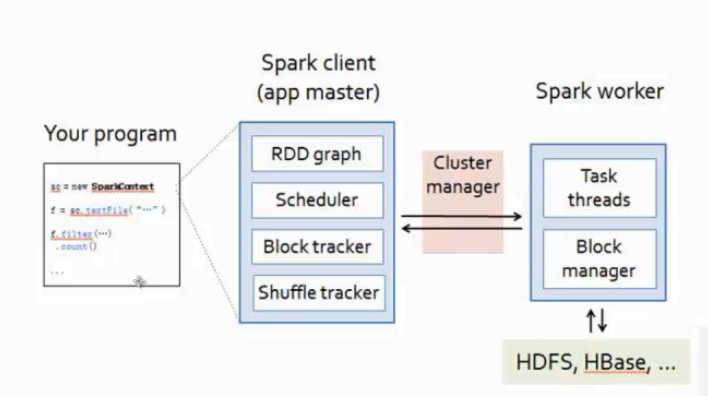 Spark client
(app master)
Spark worker
Your program
sc = new SparkContext
f = sc.textFile("…")
f.filter(…)
.count()
...
RDD graph
Scheduler
Block tracker
Shuffle tracker
Cluster
manager
Task
threads
Block
manager
HDFS, HBase, …